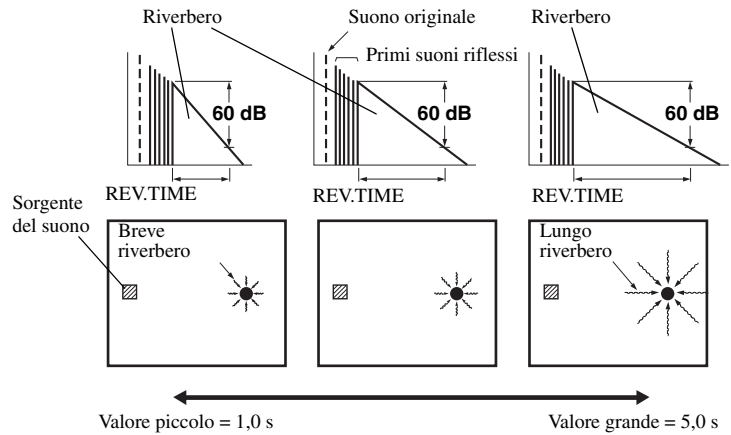 Riverbero
Suono originale
Riverbero
Primi suoni riflessi
60 dB
60 dB
60 dB
REV.TIME
REV.TIME
REV.TIME
Sorgente
del suono
Breve
riverbero
Lungo
riverbero
Valore piccolo = 1,0 s
Valore grande = 5,0 s